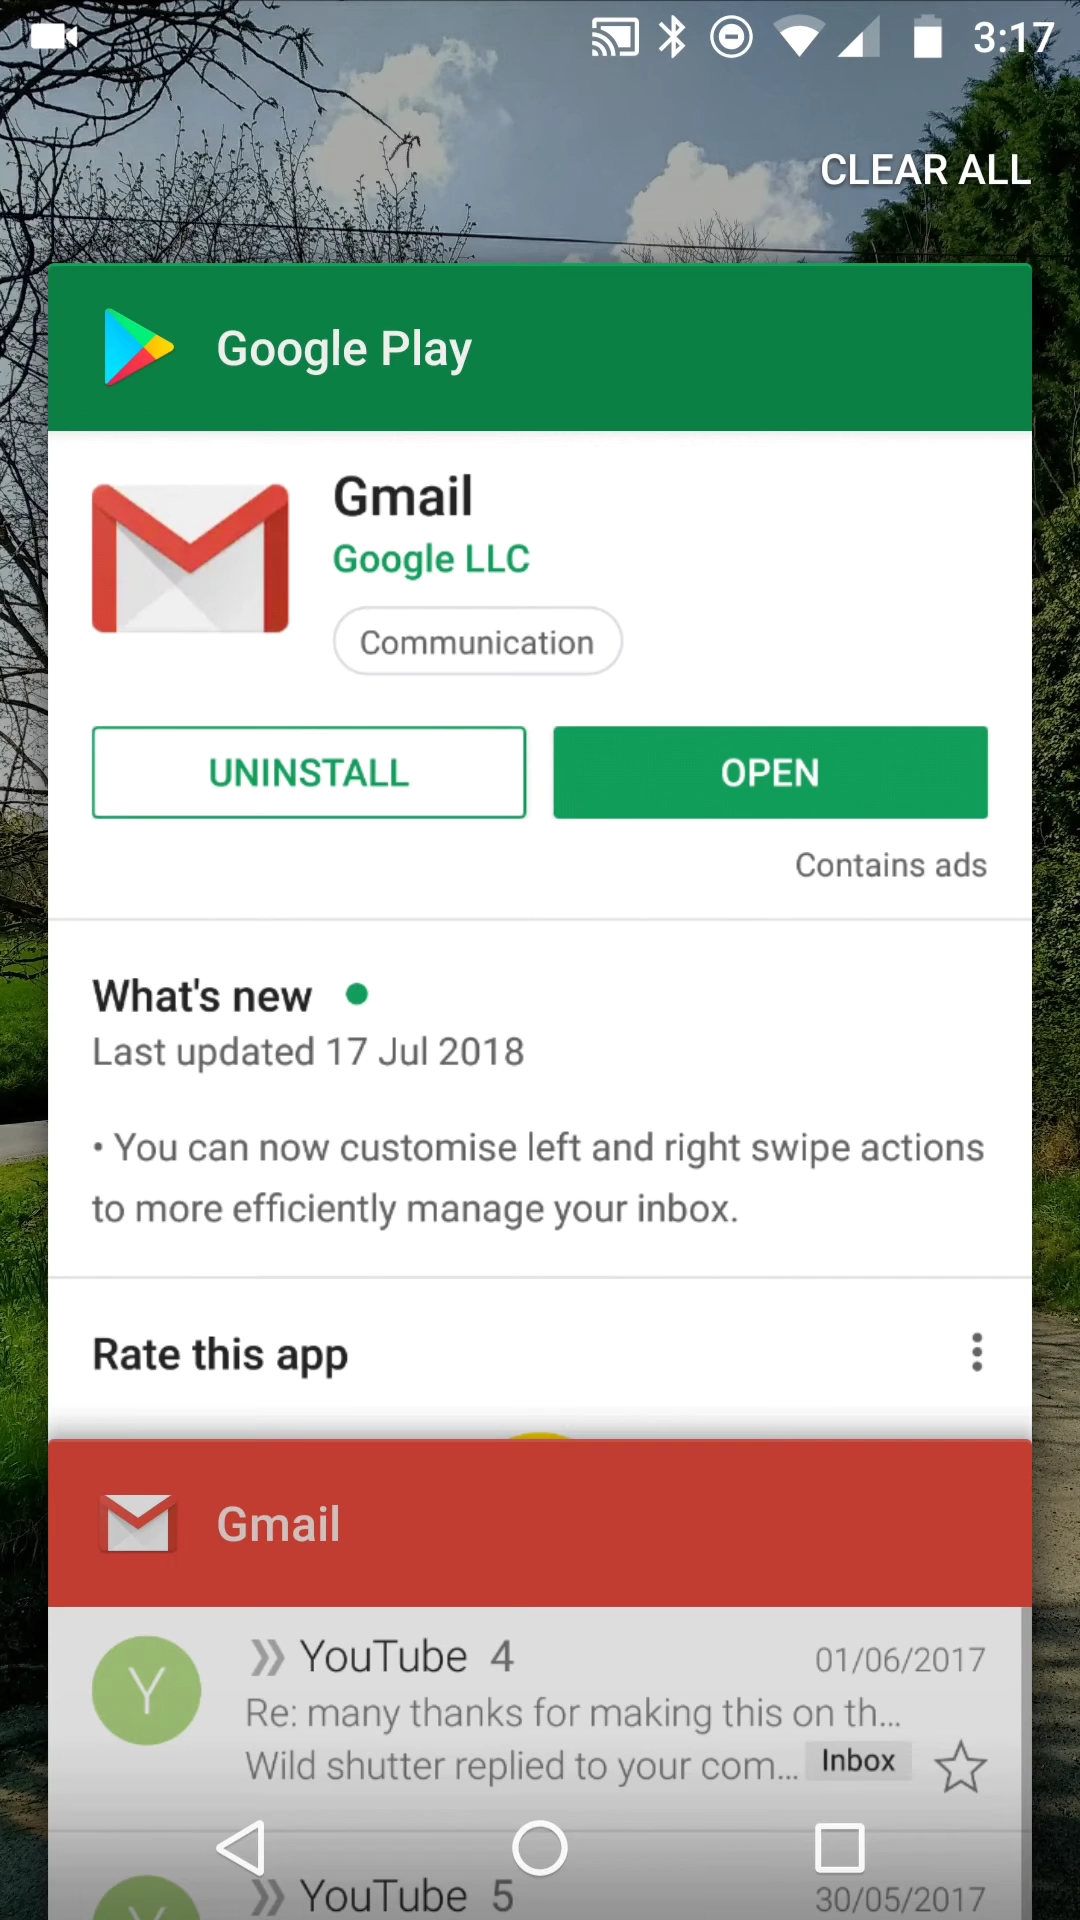 3:17
CLEAR ALL
Google Play
Gmail
Google LLC
Communication
UNINSTALL
OPEN
Contains ads
What's new
Last updated 17 Jul 2018
• You can now customise left and right swipe actions
to more efficiently manage your inbox.
Rate this app
Gmail
Y
YouTube 4
01/06/2017
Re: many thanks for making this on th...
Wild shutter replied to your com...
Inbox
YouTube 5
30/05/2017